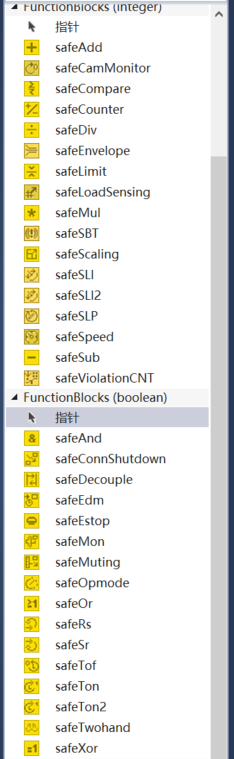 FunctionBlocks (integer)
指针
safeAdd
safeCamMonitor
safeCompare
safeCounter
safeDiv
safeEnvelope
safeLimit
safeLoadSensing
safeMul
safeSBT
safeScaling
safeSLI
safeSLI2
safeSLP
safeSpeed
safeSub
safeViolationCNT
FunctionBlocks (boolean)
指针
& safeAnd
safeConnShutdown
safeDecouple
safeEdm
safeEstop
safeMon
safeMuting
safeOpmode
≥1 safeOr
safeRs
safeSr
safeTof
safeTon
safeTon2
safeTwohand
=1 safeXor